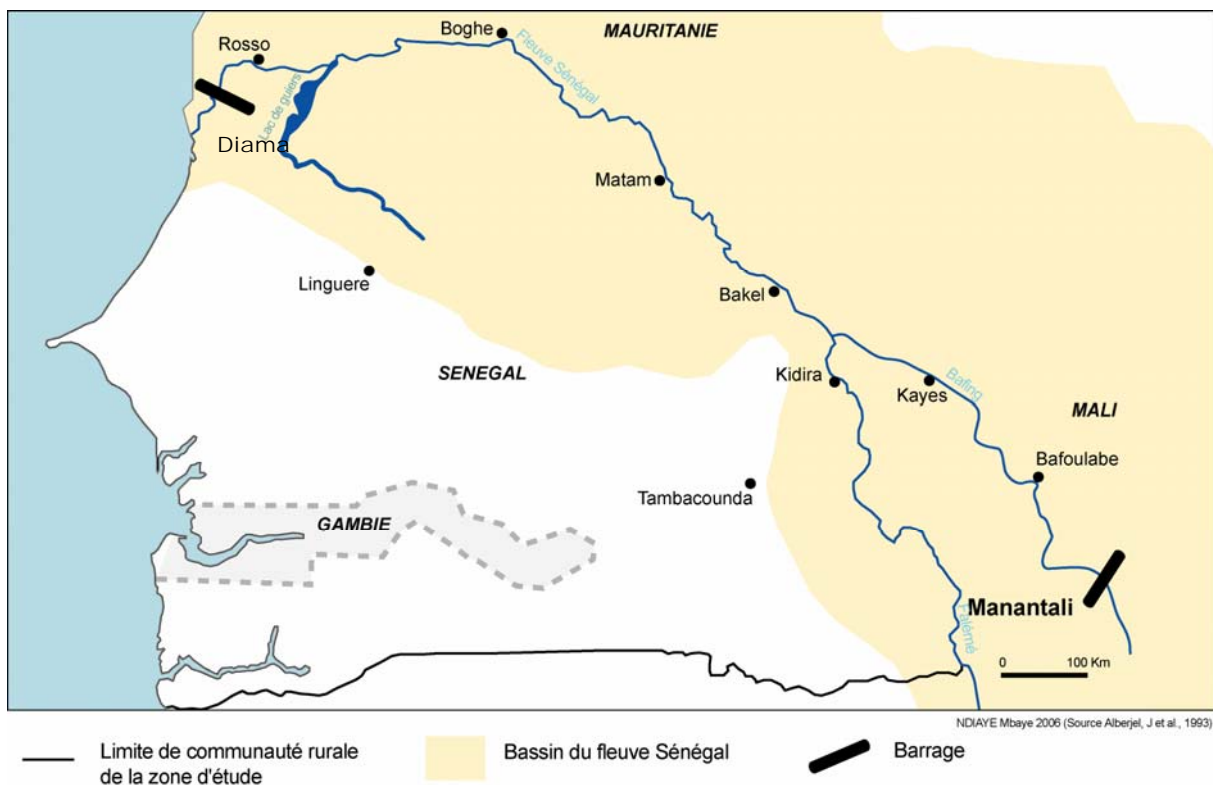 Boghe
MAURITANIE
Rosso
Fleuve Sénégal
Lac de guiers
Diama
Matam
Linguere
Bakel
SENEGAL
Kidira
Bafing
Kayes
MALI
Bafoulabe
Tambacounda
GAMBIE
Manantali
Falémé
0 100 Km
NDIAYE Mbaye 2006 (Source Alberjel, J et al., 1993)
Limite de communauté rurale
de la zone d'étude
Bassin du fleuve Sénégal
Barrage